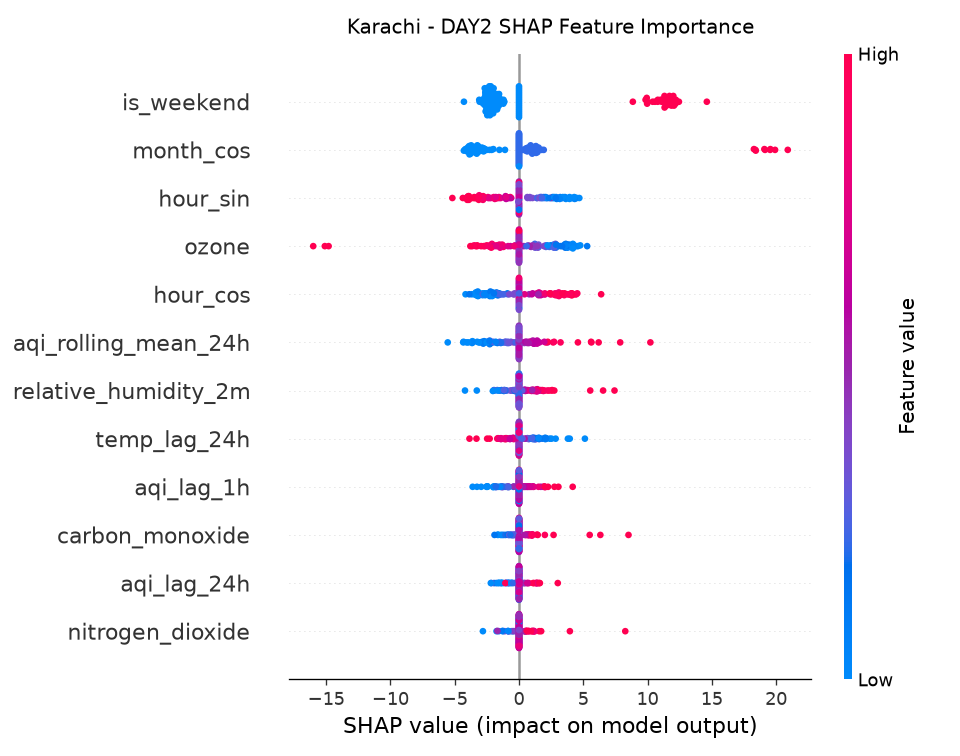 Karachi - DAY2 SHAP Feature Importance
High
is_weekend
month_cos
hour_sin
ozone
hour_cos
aqi_rolling_mean_24h
relative_humidity_2m
temp_lag_24h
aqi_lag_1h
carbon_monoxide
aqi_lag_24h
nitrogen_dioxide
Feature value
Low
−15 −10 −5 0 5 10 15 20
SHAP value (impact on model output)